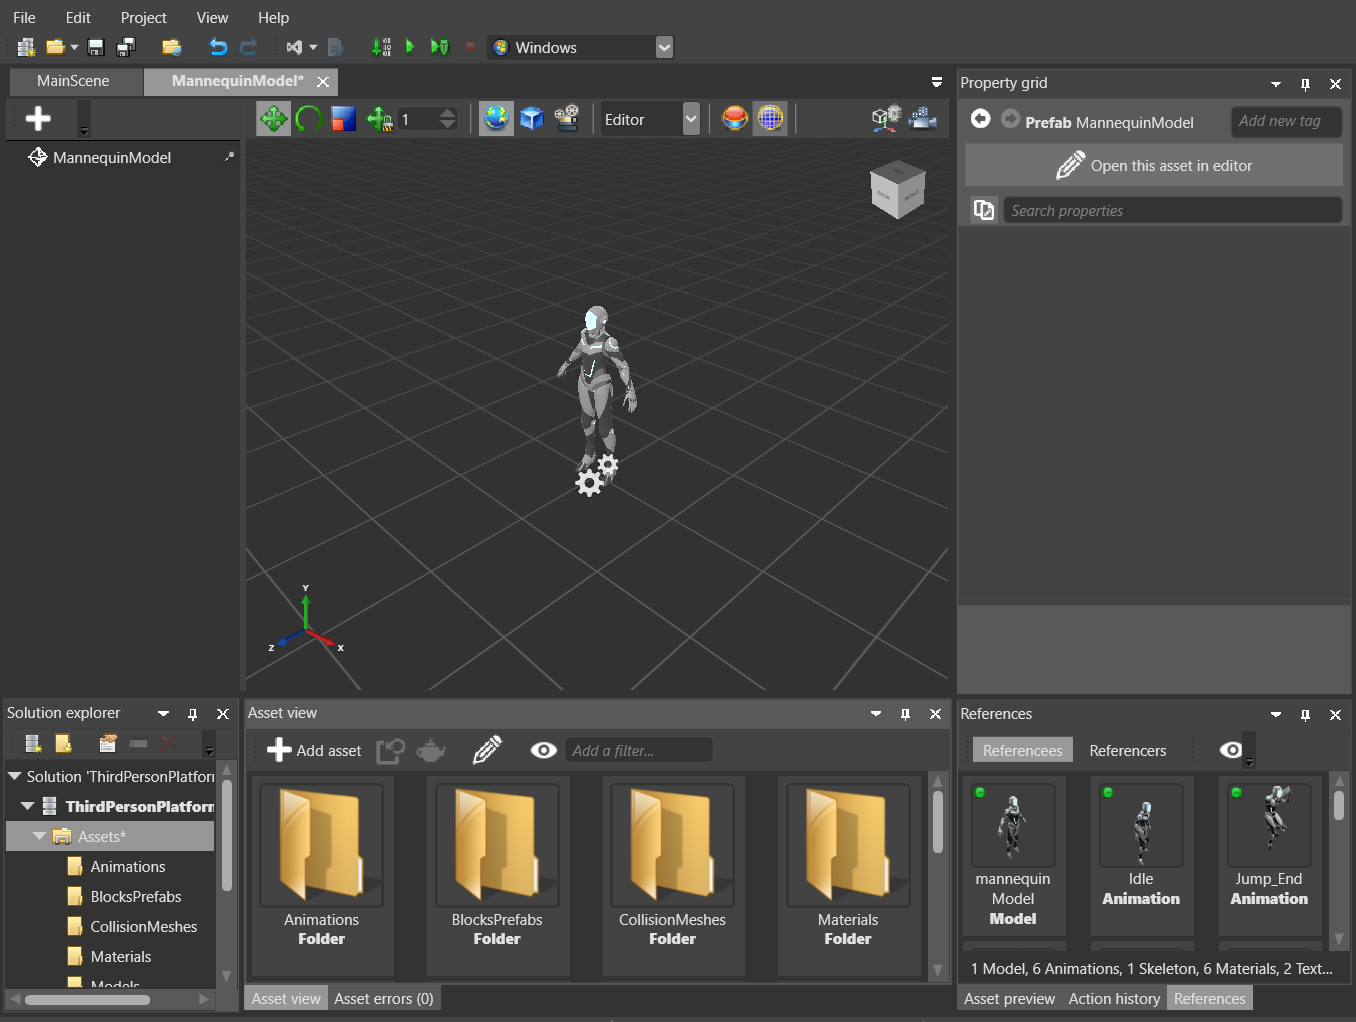 File Edit Project View Help
Windows
MainScene MannequinModel*
1 Editor
MannequinModel
Y
Z
X
Property grid
Prefab MannequinModel Add new tag
Open this asset in editor
Search properties
Solution explorer
Solution 'ThirdPersonPlatform
ThirdPersonPlatform
Assets*
Animations
BlocksPrefabs
CollisionMeshes
Materials
Models
Asset view
Add asset Add a filter...
Animations
Folder
BlocksPrefabs
Folder
CollisionMeshes
Folder
Materials
Folder
Asset view Asset errors (0)
References
Referencees Referencers
mannequin
Model
Model
Idle
Animation
Jump_End
Animation
1 Model, 6 Animations, 1 Skeleton, 6 Materials, 2 Text...
Asset preview Action history References